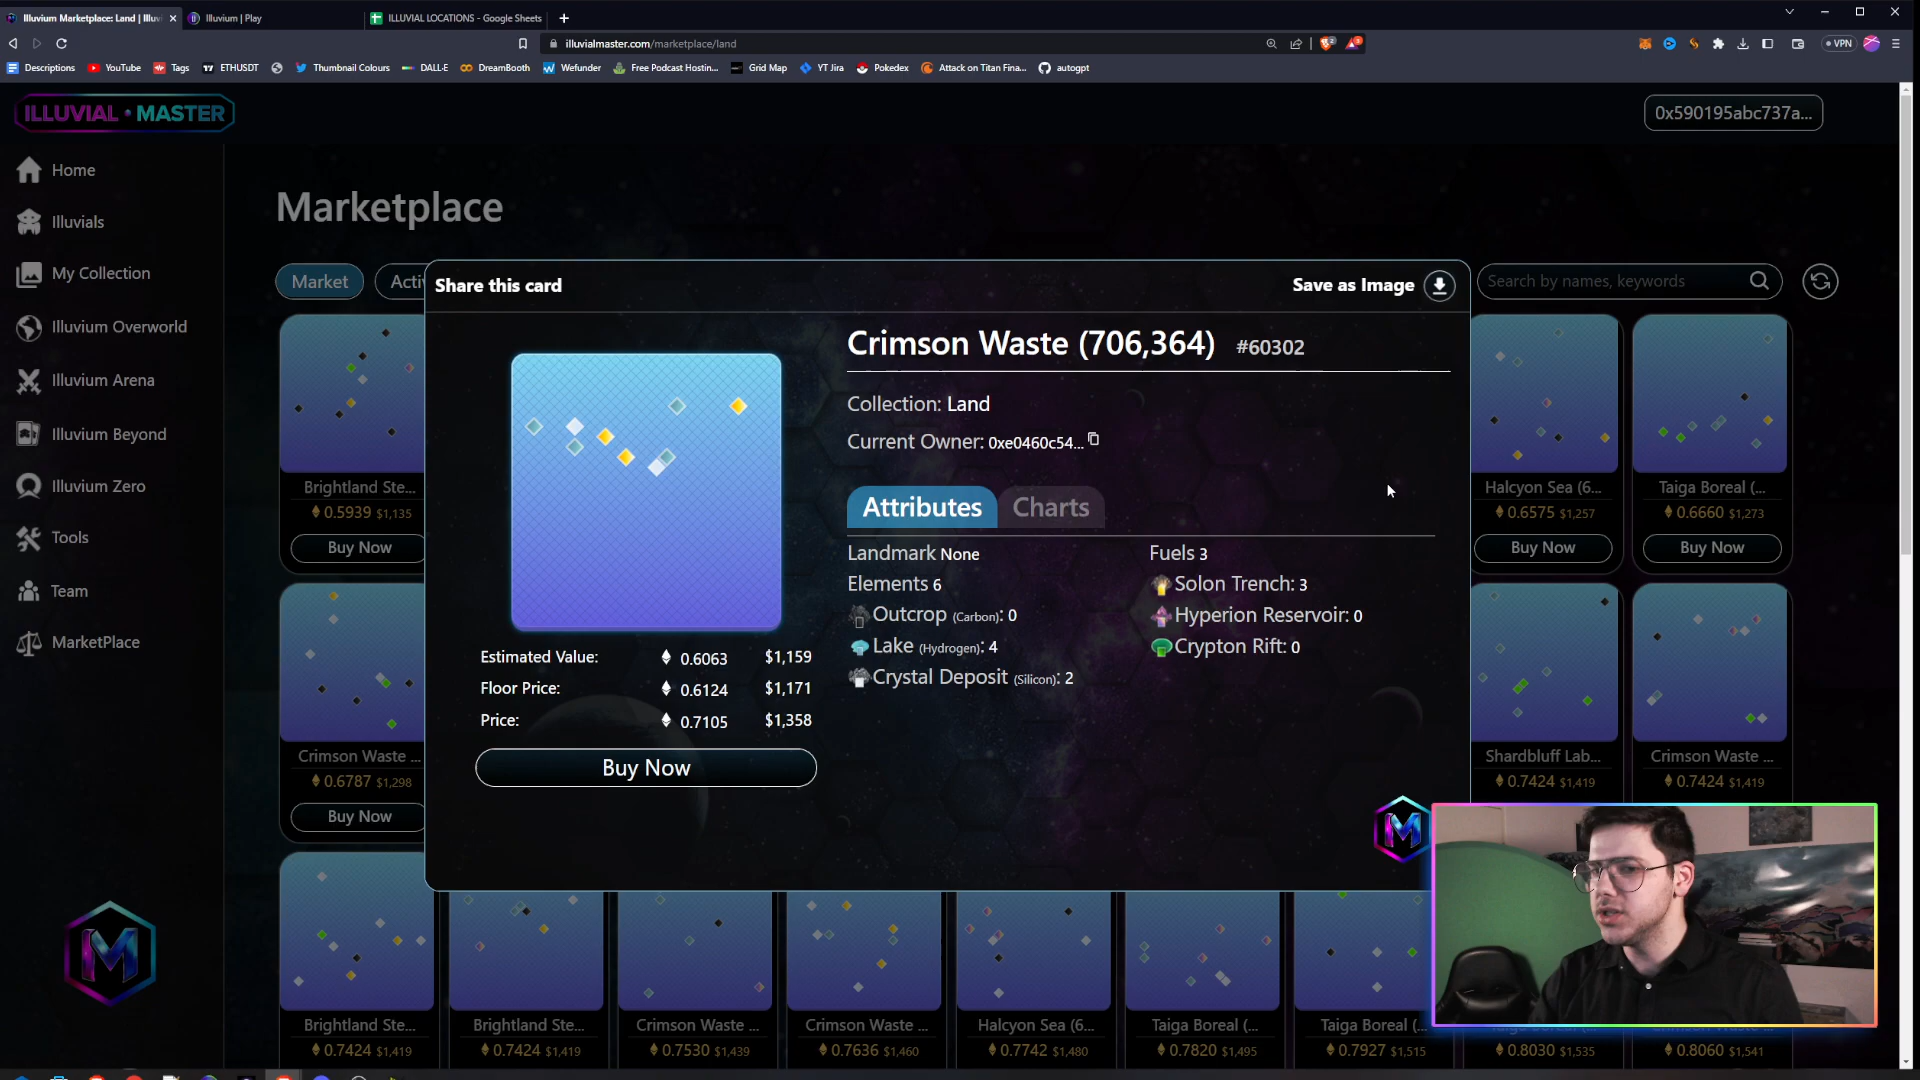 Illuvium Marketplace: Land | Illuvi
Illuvium | Play
ILLUVIAL LOCATIONS - Google Sheets
illuvialmaster.com/marketplace/land
VPN
Descriptions
YouTube
Tags
ETHUSDT
Thumbnail Colours
DALL·E
DreamBooth
Wefunder
Free Podcast Hostin...
Grid Map
YT Jira
Pokedex
Attack on Titan Fina...
autogpt
ILLUVIAL • MASTER
0x590195abc737a...
Home
Illuvials
My Collection
Illuvium Overworld
Illuvium Arena
Illuvium Beyond
Illuvium Zero
Tools
Team
MarketPlace
Marketplace
Market
Activ
Search by names, keywords
Share this card
Save as Image
Crimson Waste (706,364) #60302
Collection: Land
Current Owner: 0xe0460c54...
Attributes
Charts
Landmark None
Elements 6
Outcrop (Carbon): 0
Lake (Hydrogen): 4
Crystal Deposit (Silicon): 2
Fuels 3
Solon Trench: 3
Hyperion Reservoir: 0
Crypton Rift: 0
Estimated Value: 0.6063 $1,159
Floor Price: 0.6124 $1,171
Price: 0.7105 $1,358
Buy Now
Brightland Ste...
0.5939 $1,135
Buy Now
Halcyon Sea (6...
0.6575 $1,257
Buy Now
Taiga Boreal (...
0.6660 $1,273
Buy Now
Crimson Waste ...
0.6787 $1,298
Buy Now
Shardbluff Lab...
0.7424 $1,419
Crimson Waste ...
0.7424 $1,419
Brightland Ste...
0.7424 $1,419
Brightland Ste...
0.7424 $1,419
Crimson Waste ...
0.7530 $1,439
Crimson Waste ...
0.7636 $1,460
Halcyon Sea (6...
0.7742 $1,480
Taiga Boreal (...
0.7820 $1,495
Taiga Boreal (...
0.7927 $1,515
0.8030 $1,535
0.8060 $1,541